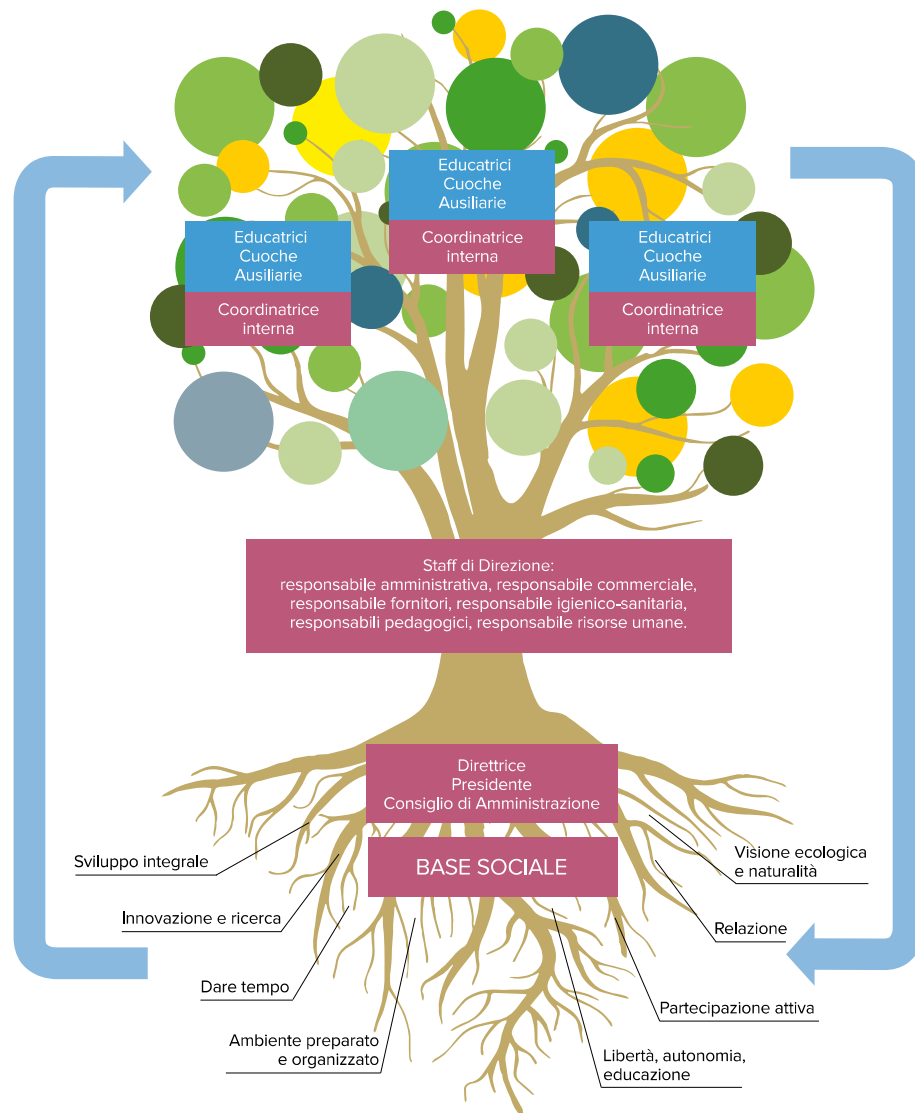 Educatrici
Cuoche
Ausiliarie
Coordinatrice
interna
Educatrici
Cuoche
Ausiliarie
Coordinatrice
interna
Educatrici
Cuoche
Ausiliarie
Coordinatrice
interna
Staff di Direzione:
responsabile amministrativa, responsabile commerciale,
responsabile fornitori, responsabile igienico-sanitaria,
responsabili pedagogici, responsabile risorse umane.
Direttrice
Presidente
Consiglio di Amministrazione
BASE SOCIALE
Sviluppo integrale
Innovazione e ricerca
Dare tempo
Ambiente preparato
e organizzato
Visione ecologica
e naturalità
Relazione
Partecipazione attiva
Libertà, autonomia,
educazione